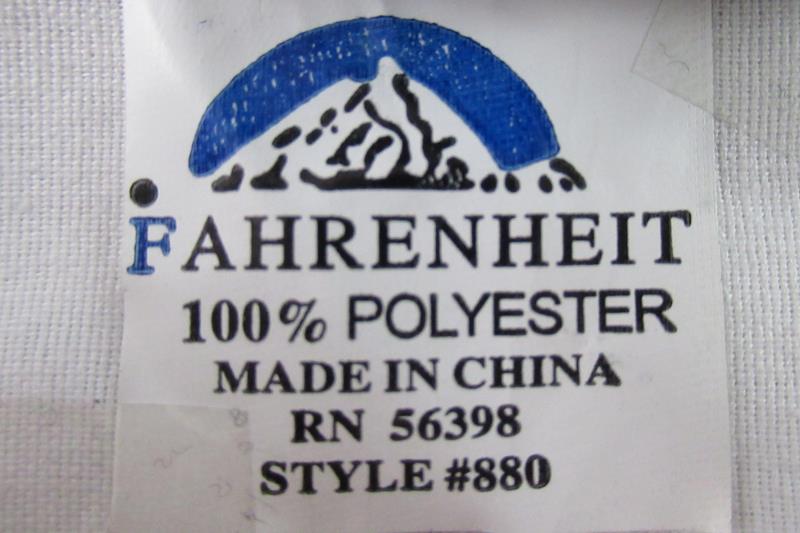 FAHRENHEIT
100% POLYESTER
MADE IN CHINA
RN 56398
STYLE #880